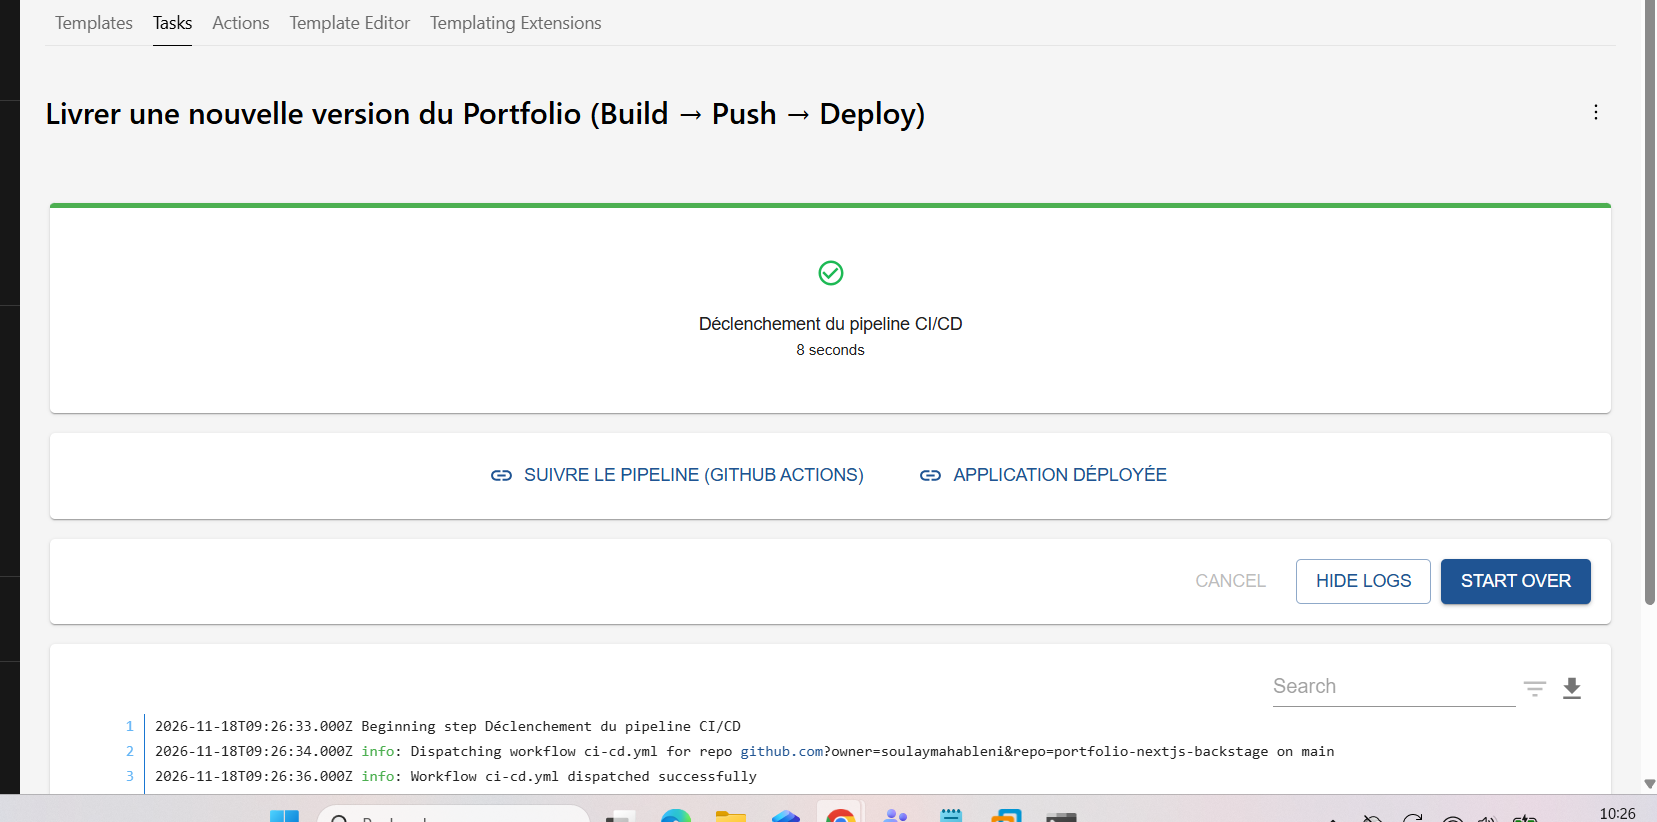 Templates Tasks Actions Template Editor Templating Extensions
Livrer une nouvelle version du Portfolio (Build → Push → Deploy)
Déclenchement du pipeline CI/CD
8 seconds
SUIVRE LE PIPELINE (GITHUB ACTIONS) APPLICATION DÉPLOYÉE
CANCEL HIDE LOGS START OVER
Search
1 2026-11-18T09:26:33.000Z Beginning step Déclenchement du pipeline CI/CD
2 2026-11-18T09:26:34.000Z info: Dispatching workflow ci-cd.yml for repo github.com?owner=soulaymahableni&repo=portfolio-nextjs-backstage on main
3 2026-11-18T09:26:36.000Z info: Workflow ci-cd.yml dispatched successfully
10:26